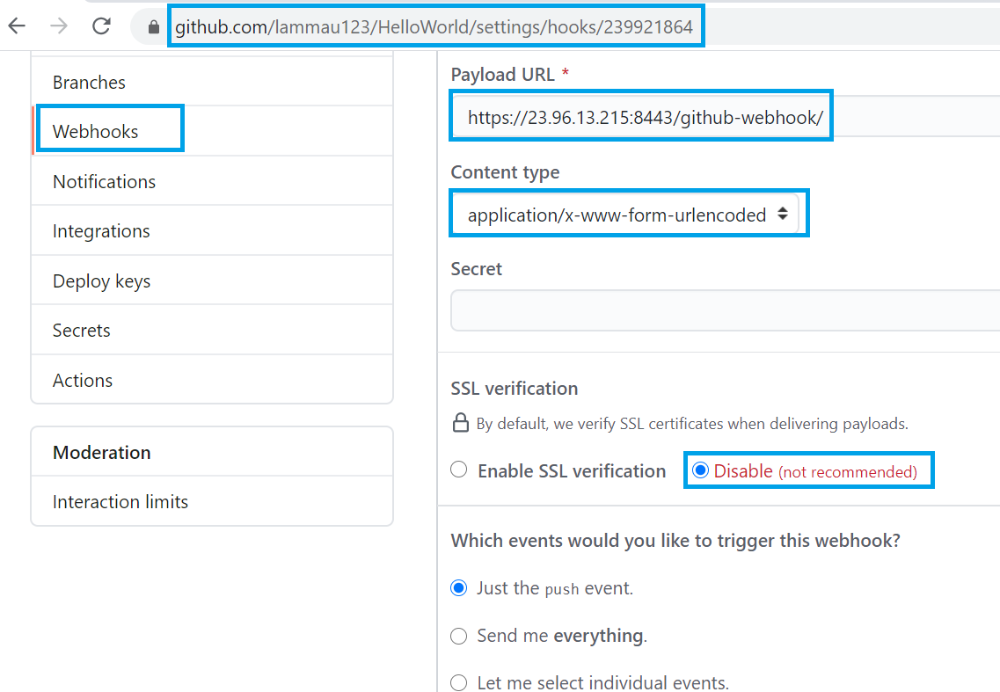 github.com/lammau123/HelloWorld/settings/hooks/239921864
Branches
Webhooks
Notifications
Integrations
Deploy keys
Secrets
Actions
Moderation
Interaction limits
Payload URL *
https://23.96.13.215:8443/github-webhook/
Content type
application/x-www-form-urlencoded
Secret
SSL verification
By default, we verify SSL certificates when delivering payloads.
Enable SSL verification Disable (not recommended)
Which events would you like to trigger this webhook?
Just the push event.
Send me everything.
Let me select individual events.